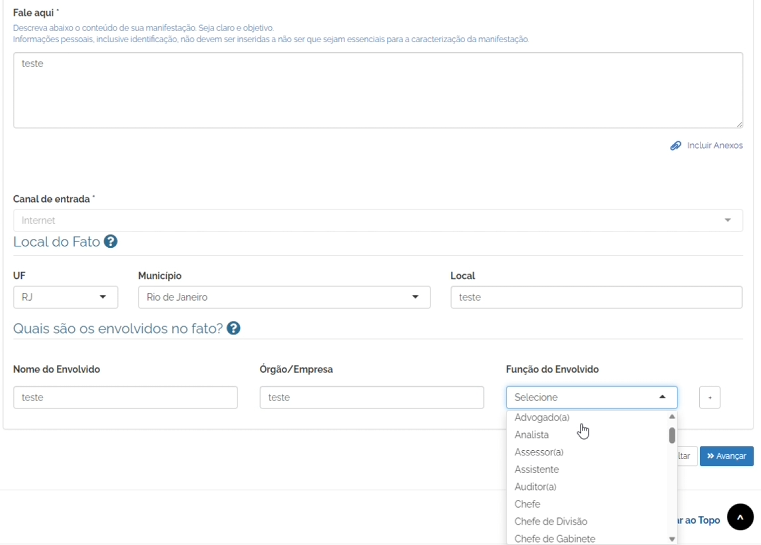 Fale aqui *
Descreva abaixo o conteúdo de sua manifestação. Seja claro e objetivo.
Informações pessoais, inclusive identificação, não devem ser inseridas a não ser que sejam essenciais para a caracterização da manifestação.
teste
Incluir Anexos
Canal de entrada *
Internet
Local do Fato ?
UF Município Local
RJ Rio de Janeiro teste
Quais são os envolvidos no fato? ?
Nome do Envolvido Órgão/Empresa Função do Envolvido
teste teste Selecione
Advogado(a)
Analista
Assessor(a)
Assistente
Auditor(a)
Chefe
Chefe de Divisão
Chefe de Gabinete
ltar » Avançar
ar ao Topo